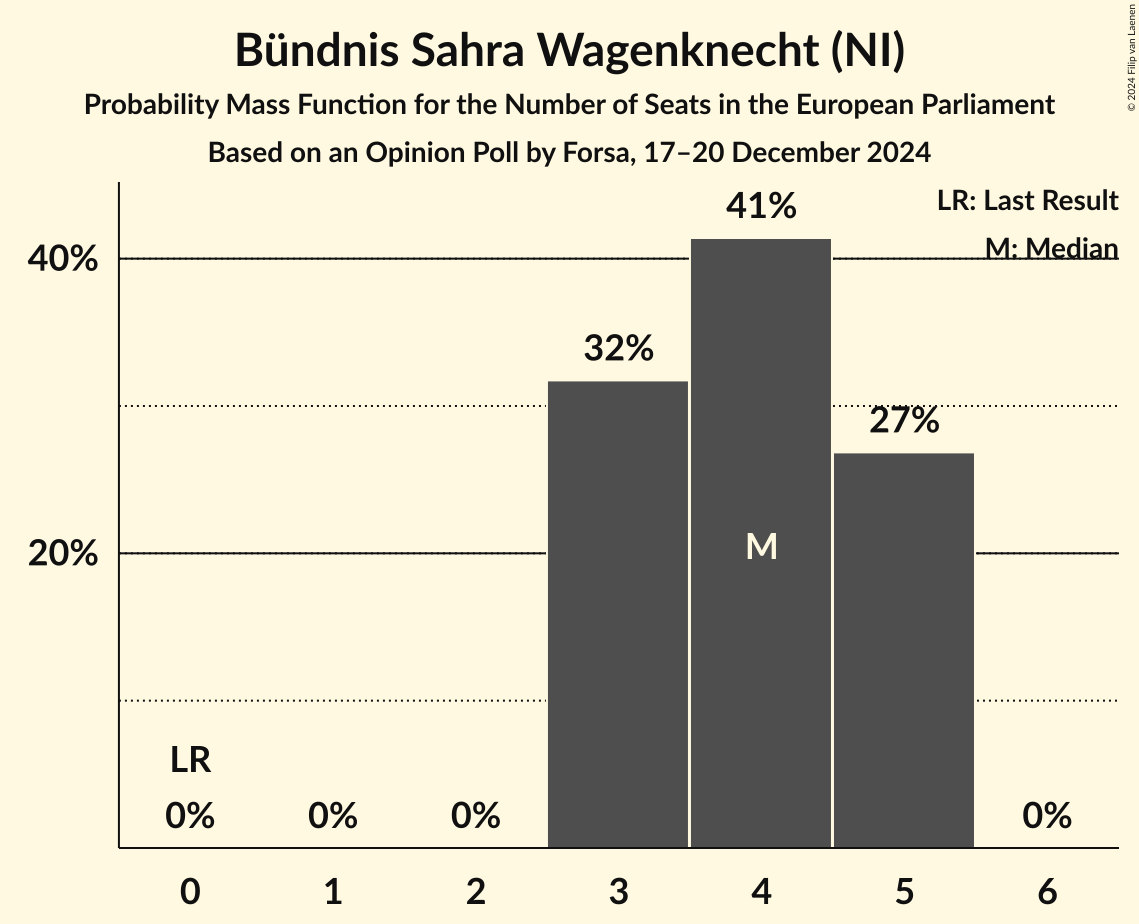 Bündnis Sahra Wagenknecht (NI)
Probability Mass Function for the Number of Seats in the European Parliament
Based on an Opinion Poll by Forsa, 17–20 December 2024
© 2024 Filip van Laenen
LR: Last Result
M: Median
41%
40%
32%
27%
20%
M
LR
0%
0%
0%
0%
0
1
2
3
4
5
6